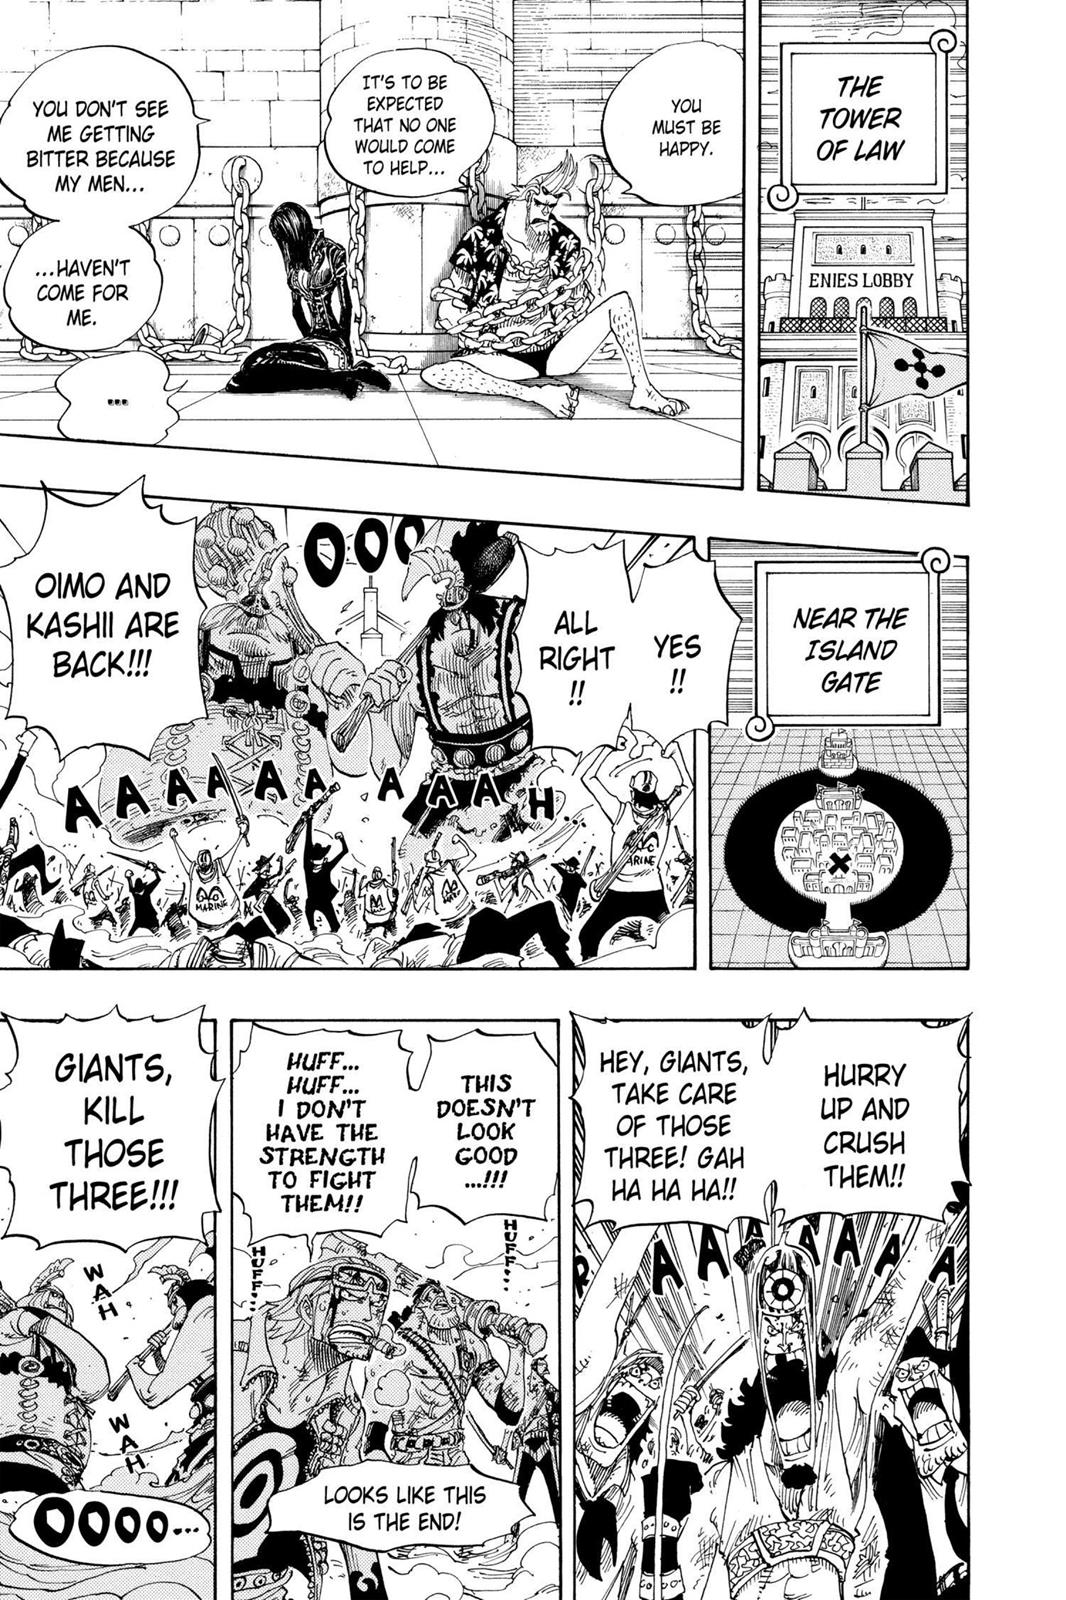 THE
TOWER
OF LAW
ENIES LOBBY
YOU
MUST BE
HAPPY.
IT'S TO BE
EXPECTED
THAT NO ONE
WOULD COME
TO HELP...
YOU DON'T SEE
ME GETTING
BITTER BECAUSE
MY MEN...
...HAVEN'T
COME FOR
ME.
...
NEAR THE
ISLAND
GATE
YES
!!
ALL
RIGHT
!!
OOO
OIMO AND
KASHII ARE
BACK!!!
AAAAAA AAAAH...
MARINE
MARINE
M
HURRY
UP AND
CRUSH
THEM!!
HEY, GIANTS,
TAKE CARE
OF THOSE
THREE! GAH
HA HA HA!!
RAAAAAAA
THIS
DOESN'T
LOOK
GOOD
...!!!
HUFF...
HUFF...
I DON'T
HAVE THE
STRENGTH
TO FIGHT
THEM!!
HUFF...
HUFF...
LOOKS LIKE THIS
IS THE END!
GIANTS,
KILL
THOSE
THREE!!!
WAH
WAH
OOOO...